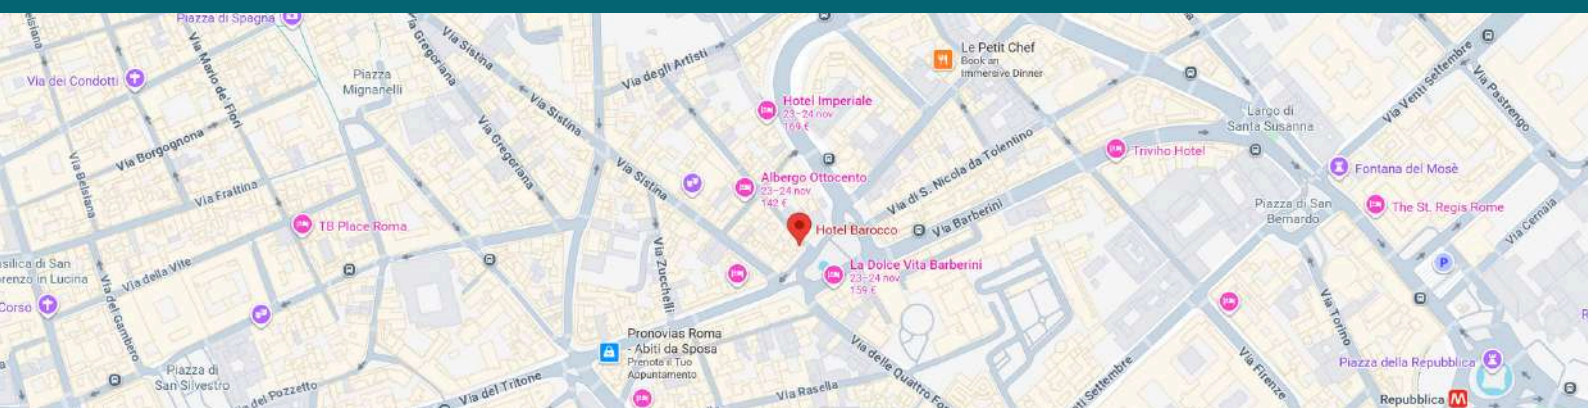 Piazza di Spagna
Via dei Condotti
Via Mario de' Fiori
Piazza
Mignanelli
Via Gregoriana
Via Sistina
Via degli Artisti
Le Petit Chef
Book an
Immersive Dinner
Via Venti Settembre
Via Pastrengo
Hotel Imperiale
23–24 nov
169 €
Via Sistina
Via Gregoriana
Via Borgognona
Via Belsiana
Via Frattina
Largo di
Santa Susanna
Trivino Hotel
Via di S. Nicola da Tolentino
Fontana del Mosè
Albergo Ottocento
23–24 nov
142 €
Via Sistina
The St. Regis Rome
Piazza di San
Bernardo
Via Cernaia
TB Place Roma
Hotel Barocco
Via Barberini
La Dolce Vita Barberini
23–24 nov
159 €
Via Zucchelli
Via della Vite
Via del Gambero
Corso
P
Via Torino
Pronovias Roma
- Abiti da Sposa
Prenota il Tuo
Appuntamento
Piazza di
San Silvestro
Via del Tritone
Via Rasella
Via Firenze
Piazza della Repubblica
Repubblica M